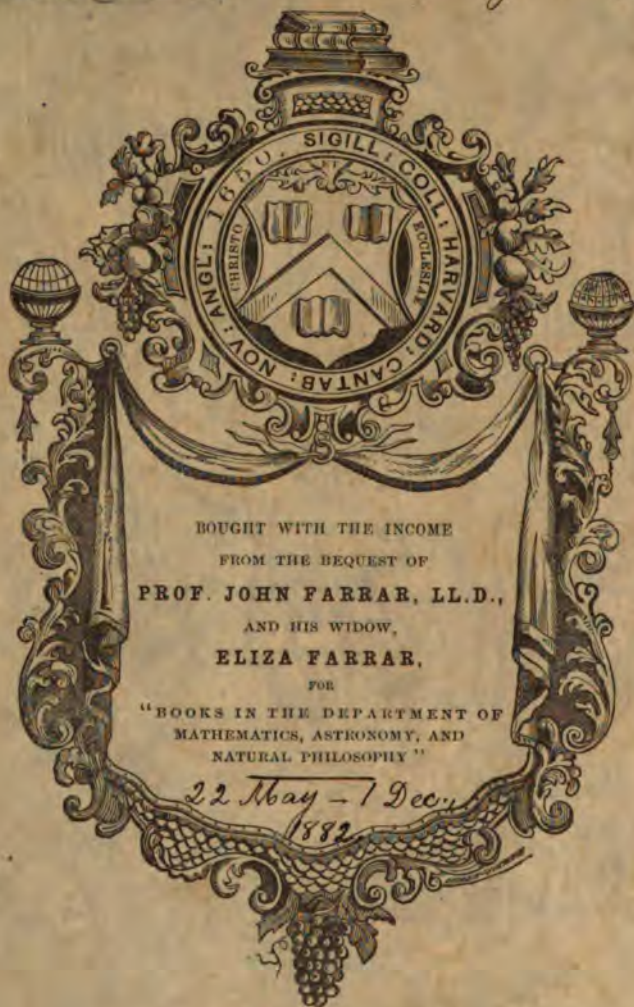 SIGILL: COLL: HARVARD: CANTAB: NOV: ANGL: 1650.
ET
CHRISTO
ECCLESIAE
BOUGHT WITH THE INCOME
FROM THE BEQUEST OF
PROF. JOHN FARRAR, LL.D.,
AND HIS WIDOW,
ELIZA FARRAR,
FOR
"BOOKS IN THE DEPARTMENT OF
MATHEMATICS, ASTRONOMY, AND
NATURAL PHILOSOPHY"
22 May – 1 Dec.,
1882.